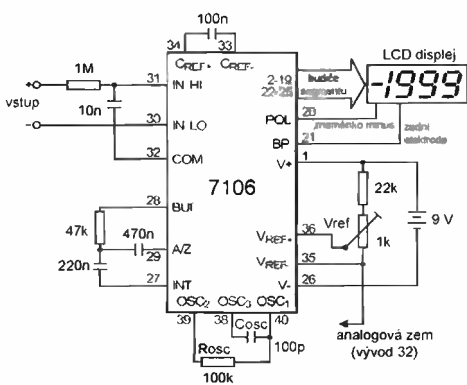 100n
34 33
CREF+ CREF-
LCD displej
-1999
1M
31 IN HI
2-19
22-25
budiče
segmentu
vstup
10n
POL 20
znaménko minus
zadní
elektroda
30 IN LO
BP 21
32 COM
V+ 1
7106
22k
28 BUF
47k
470n
A/Z
29
VREF+ 36
Vref
1k
9 V
220n
VREF- 35
27 INT
V- 26
OSC2 OSC3 OSC1
39 38 40
Cosc
100p
Rosc
100k
analogová zem
(vývod 32)